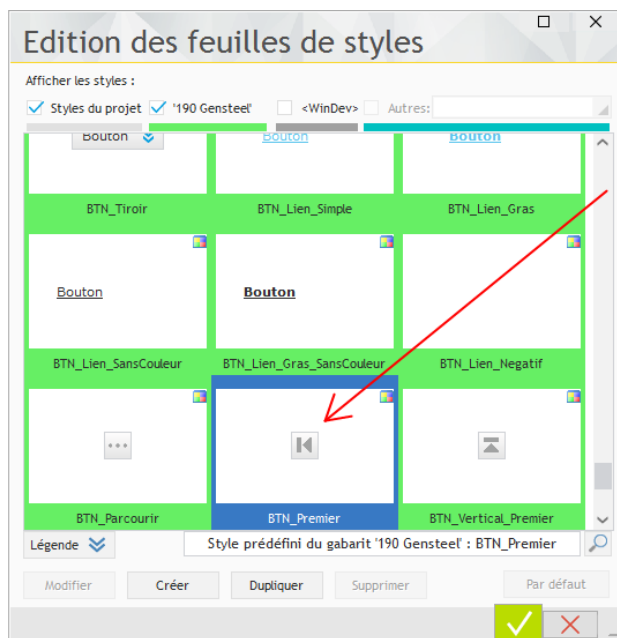 Edition des feuilles de styles
Afficher les styles :
Styles du projet '190 Gensteel' <WinDev> Autres:
Bouton Bouton Bouton
BTN_Tiroir BTN_Lien_Simple BTN_Lien_Gras
Bouton Bouton
BTN_Lien_SansCouleur BTN_Lien_Gras_SansCouleur BTN_Lien_Negatif
BTN_Parcourir BTN_Premier BTN_Vertical_Premier
Légende Style prédéfini du gabarit '190 Gensteel' : BTN_Premier
Modifier Créer Dupliquer Supprimer Par défaut